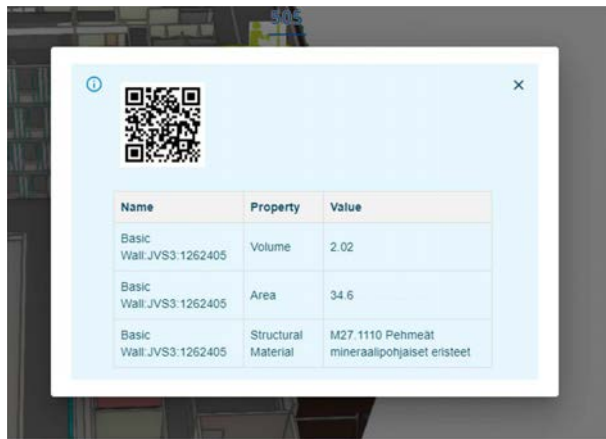 505
Name Property Value
Basic
Wall:JVS3:1262405 Volume 2.02
Basic
Wall:JVS3:1262405 Area 34.6
Basic
Wall:JVS3:1262405 Structural
Material M27.1110 Pehmeät
mineraalipohjaiset eristeet